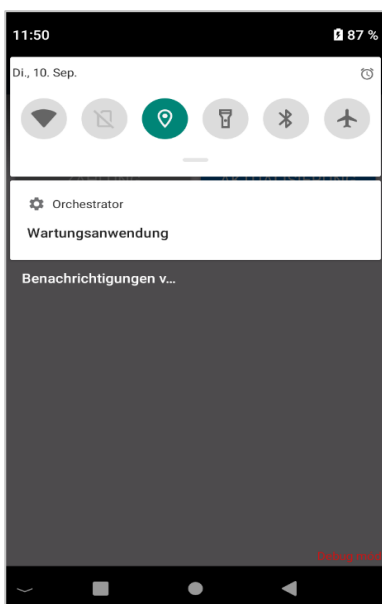 11:50 87 %
Di., 10. Sep.
Orchestrator
Wartungsanwendung
Benachrichtigungen v...